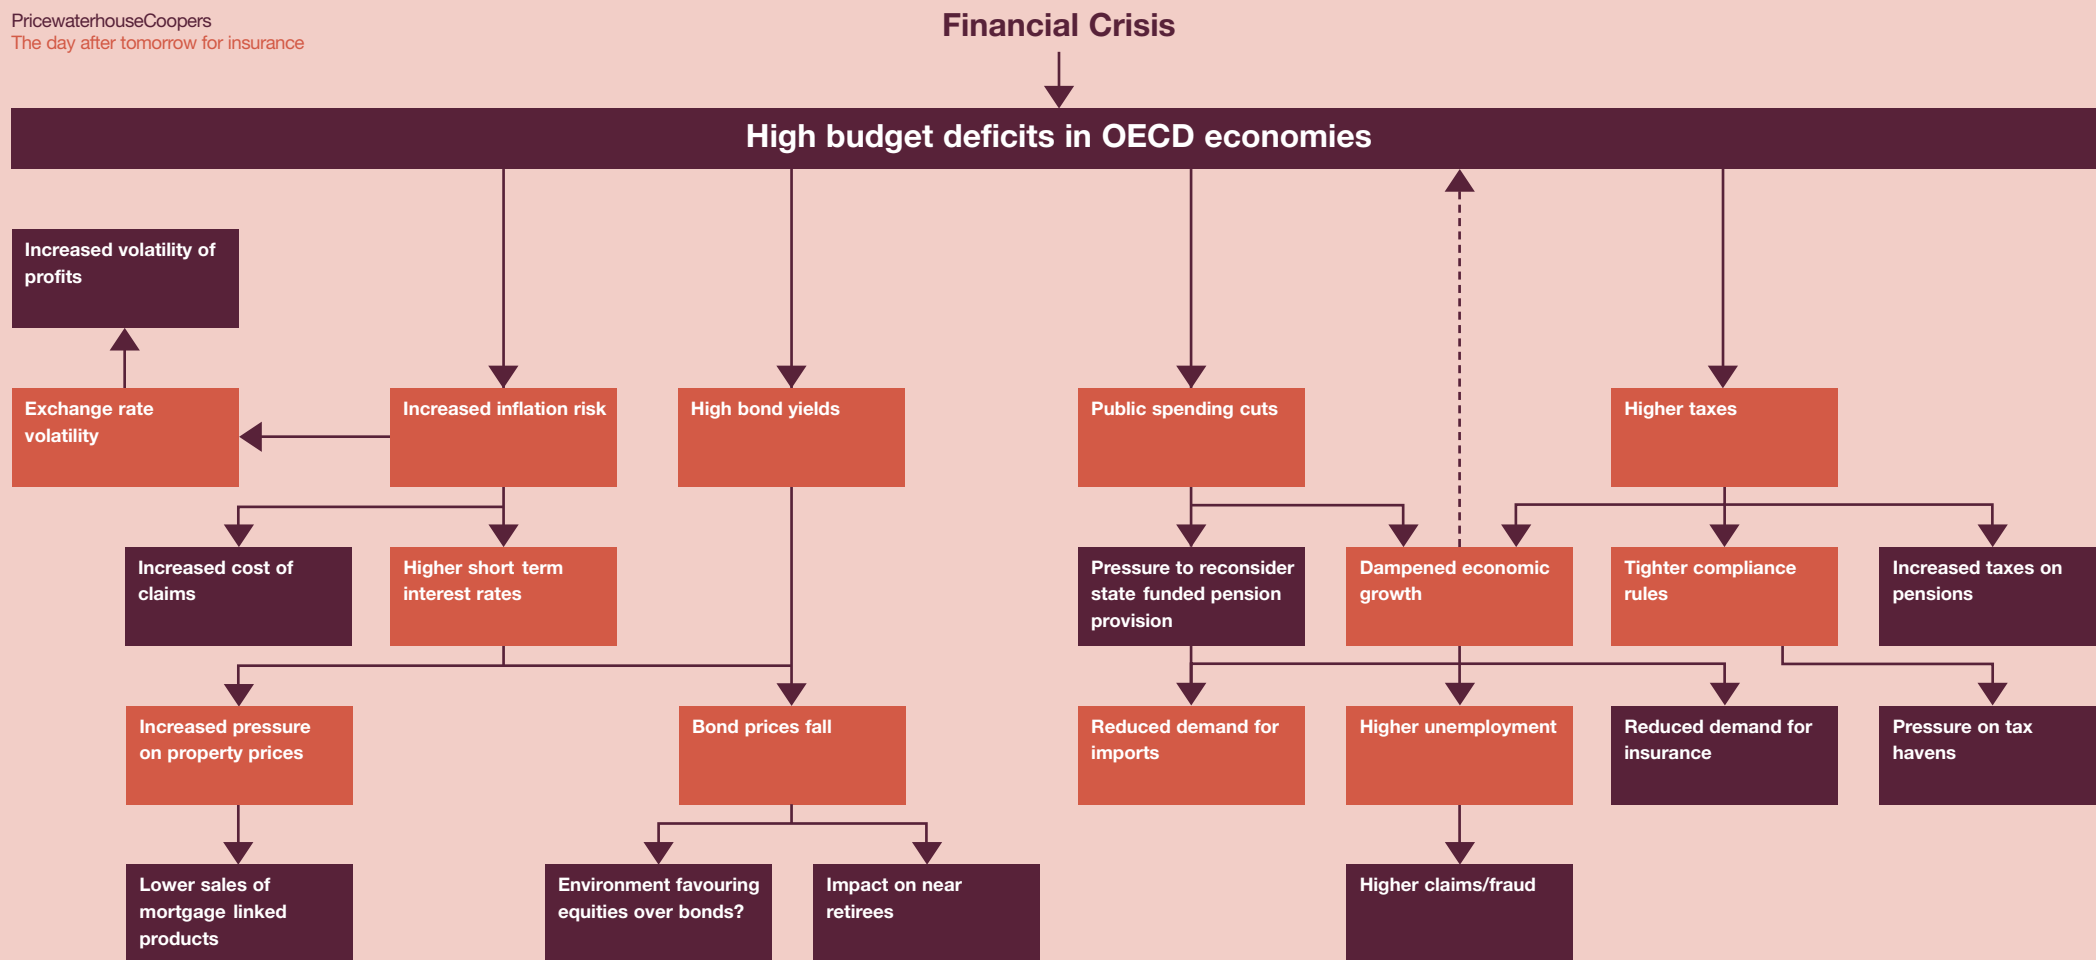 PricewaterhouseCoopers
The day after tomorrow for insurance
Financial Crisis
High budget deficits in OECD economies
Increased volatility of
profits
Exchange rate
volatility
Increased inflation risk
High bond yields
Public spending cuts
Higher taxes
Increased cost of
claims
Higher short term
interest rates
Pressure to reconsider
state funded pension
provision
Dampened economic
growth
Tighter compliance
rules
Increased taxes on
pensions
Increased pressure
on property prices
Bond prices fall
Reduced demand for
imports
Higher unemployment
Reduced demand for
insurance
Pressure on tax
havens
Lower sales of
mortgage linked
products
Environment favouring
equities over bonds?
Impact on near
retirees
Higher claims/fraud